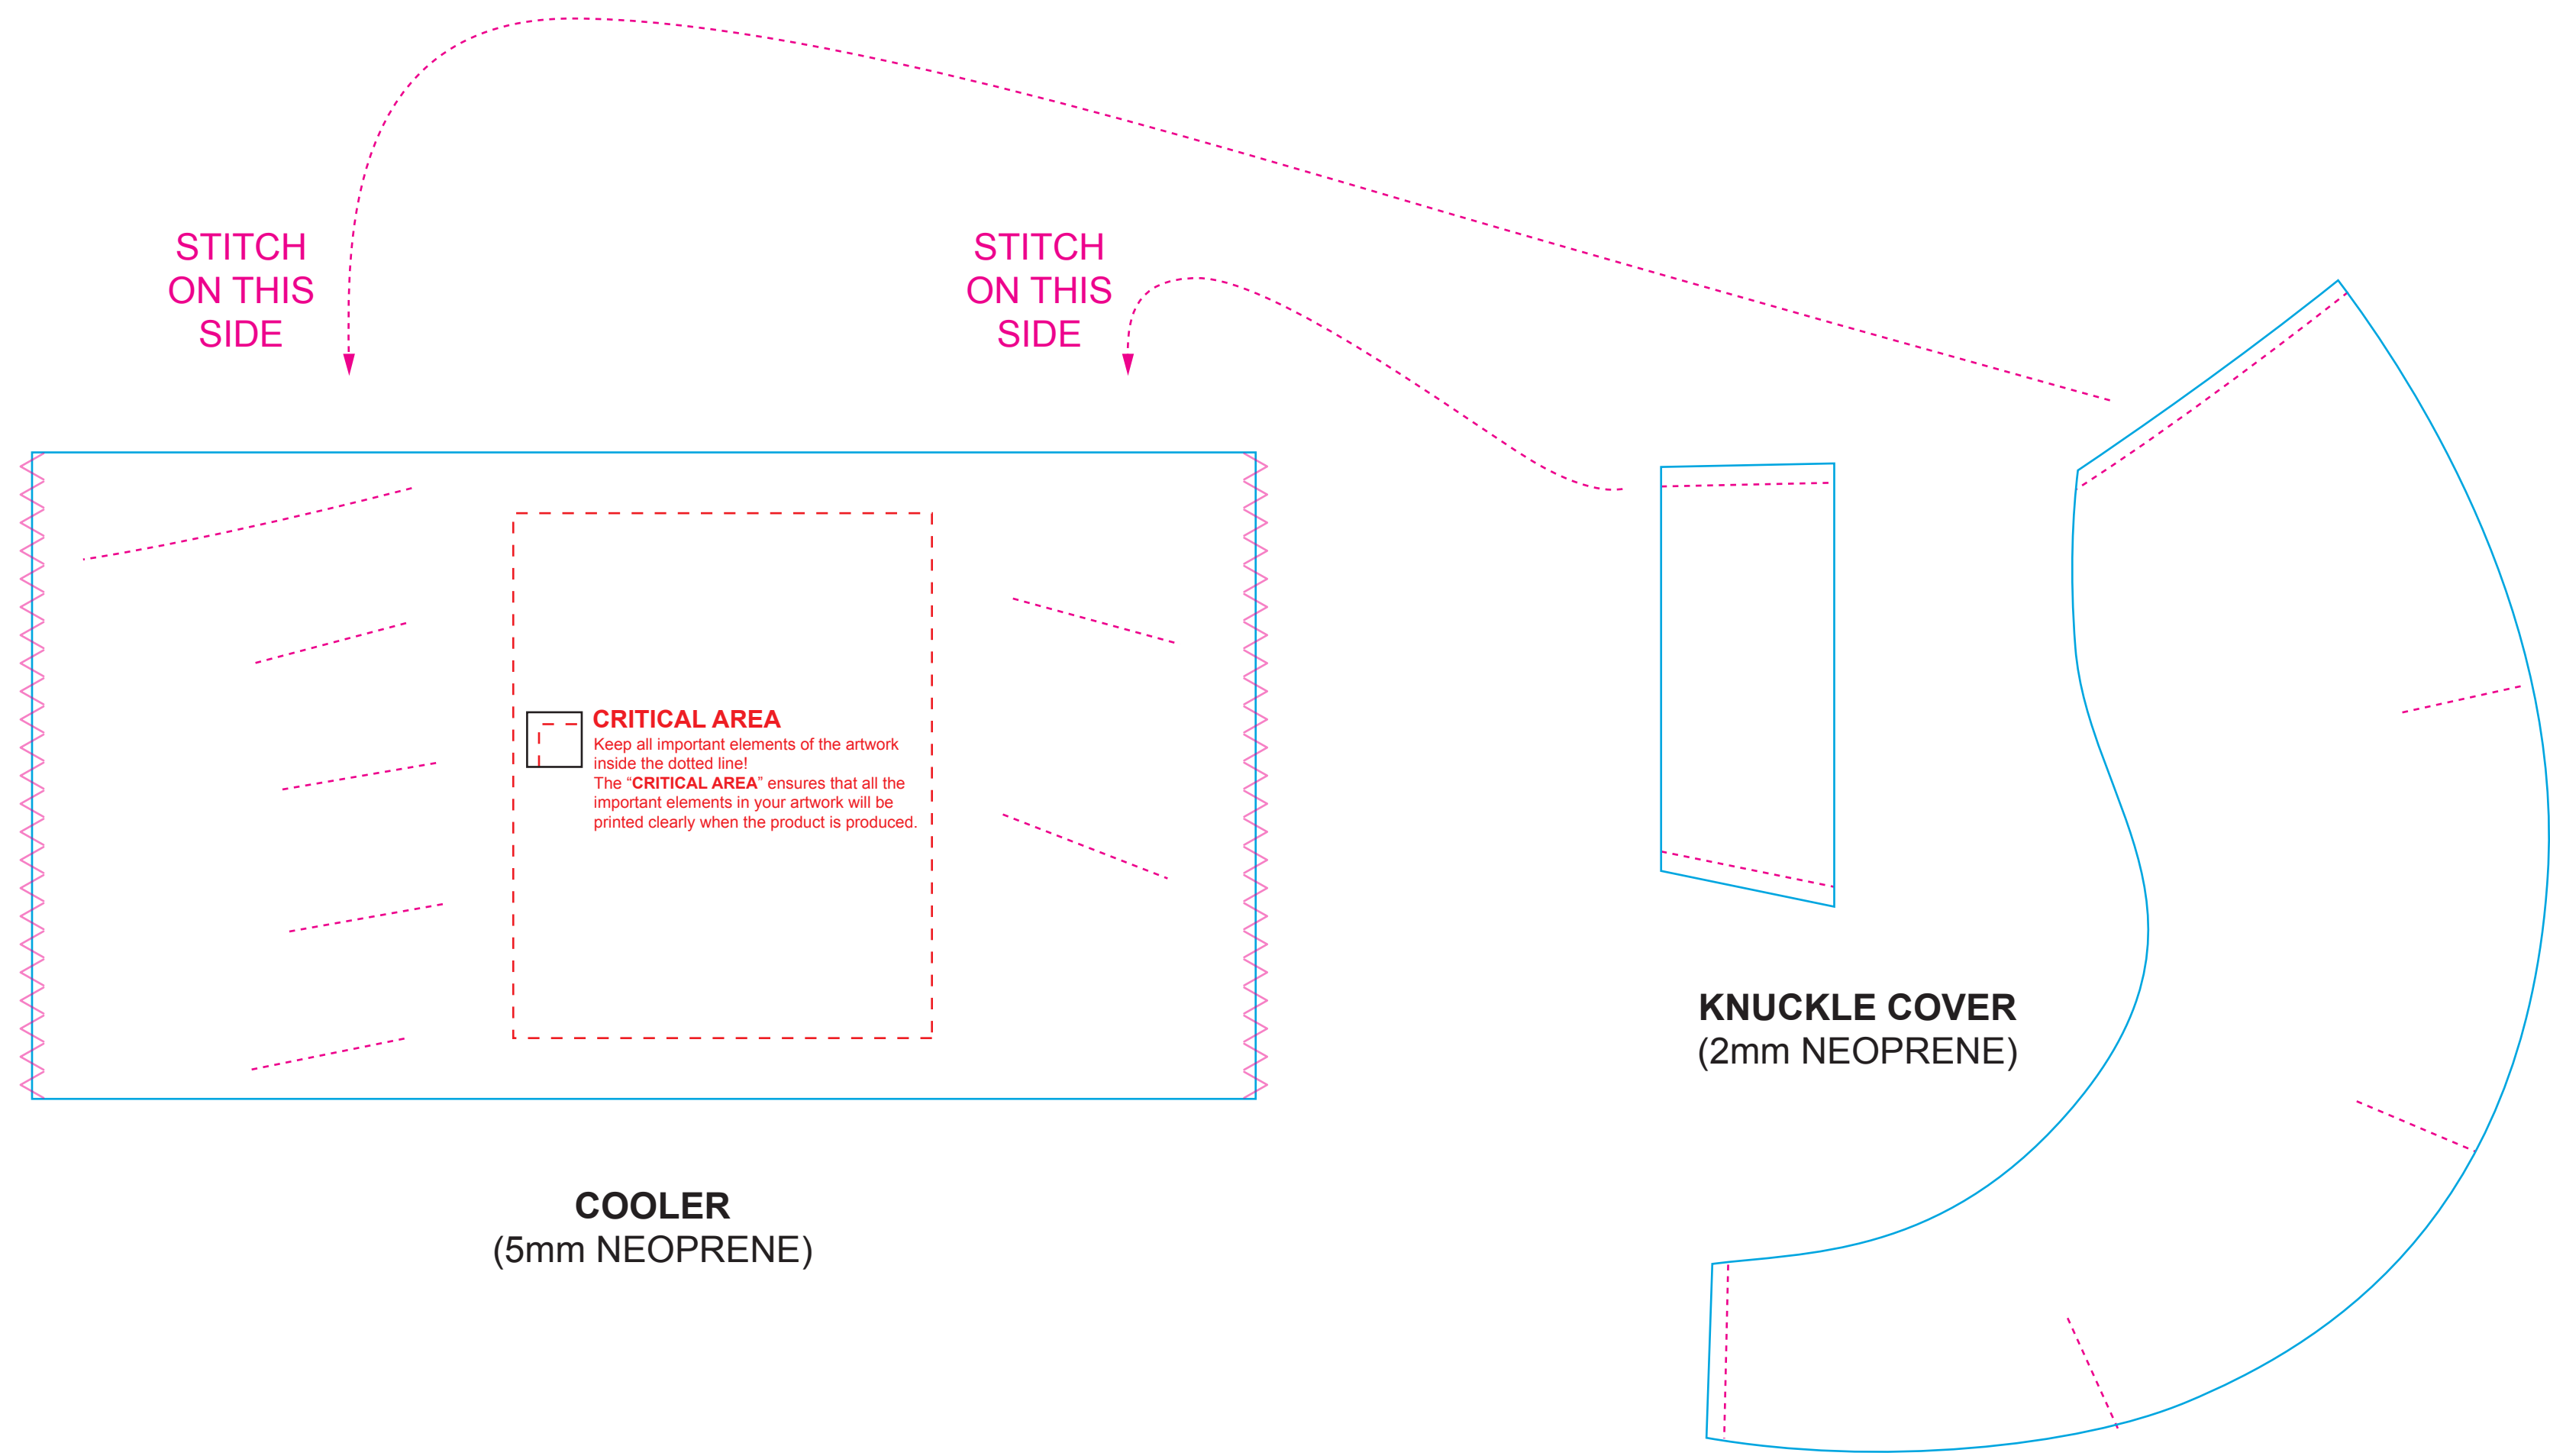 STITCH
ON THIS
SIDE
STITCH
ON THIS
SIDE
CRITICAL AREA
Keep all important elements of the artwork
inside the dotted line!
The “CRITICAL AREA” ensures that all the
important elements in your artwork will be
printed clearly when the product is produced.
KNUCKLE COVER
(2mm NEOPRENE)
COOLER
(5mm NEOPRENE)